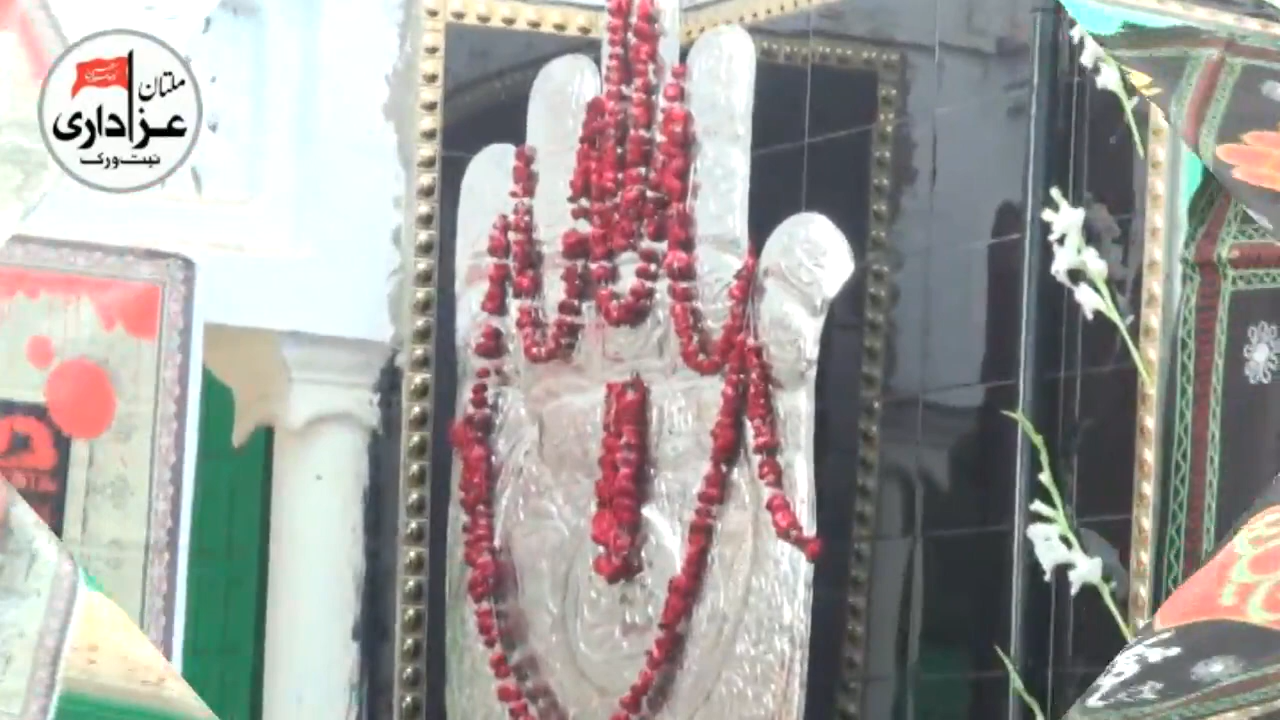 ملتان
عزاداری
نیٹ ورک